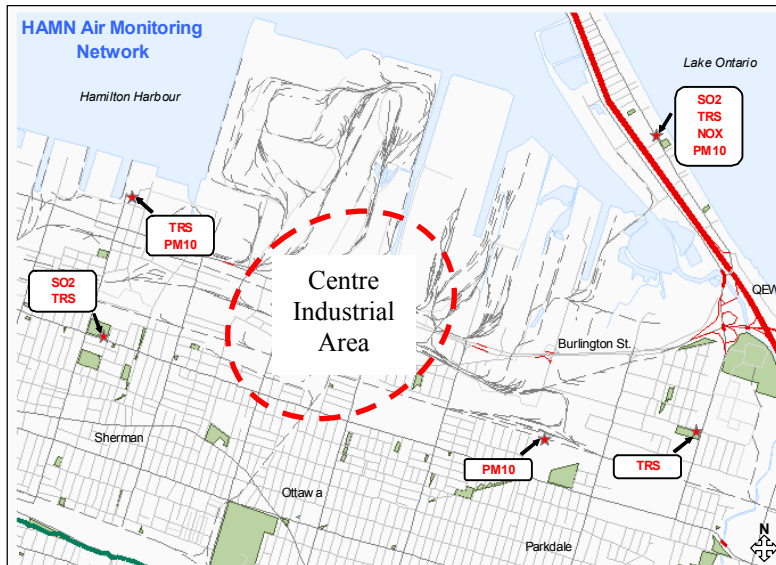 HAMN Air Monitoring
Network
Lake Ontario
Hamilton Harbour
SO2
TRS
NOX
PM10
TRS
PM10
SO2
TRS
Centre
Industrial
Area
QEW
Burlington St.
Sherman
PM10
TRS
Ottawa
Parkdale
N